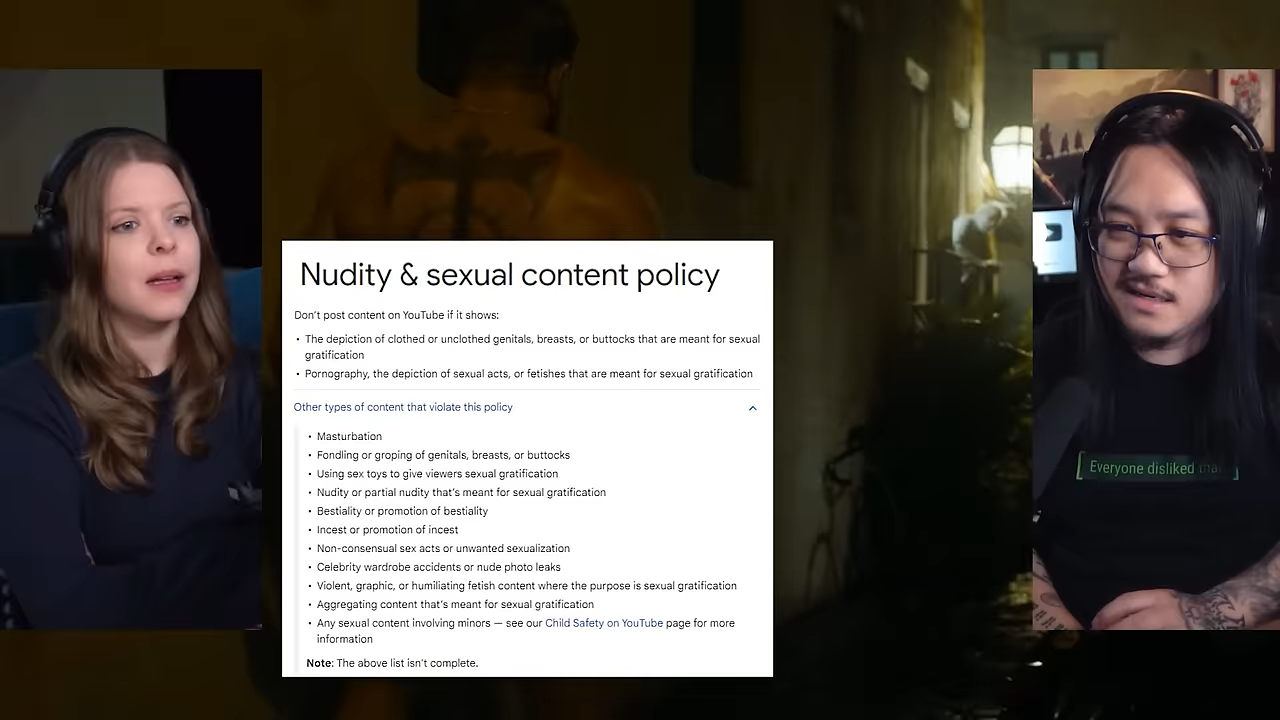 Nudity & sexual content policy
Don't post content on YouTube if it shows:
• The depiction of clothed or unclothed genitals, breasts, or buttocks that are meant for sexual
gratification
• Pornography, the depiction of sexual acts, or fetishes that are meant for sexual gratification
Other types of content that violate this policy
• Masturbation
• Fondling or groping of genitals, breasts, or buttocks
• Using sex toys to give viewers sexual gratification
• Nudity or partial nudity that's meant for sexual gratification
• Bestiality or promotion of bestiality
• Incest or promotion of incest
• Non-consensual sex acts or unwanted sexualization
• Celebrity wardrobe accidents or nude photo leaks
• Violent, graphic, or humiliating fetish content where the purpose is sexual gratification
• Aggregating content that's meant for sexual gratification
• Any sexual content involving minors — see our Child Safety on YouTube page for more
information
Note: The above list isn't complete.
[Everyone disliked that]